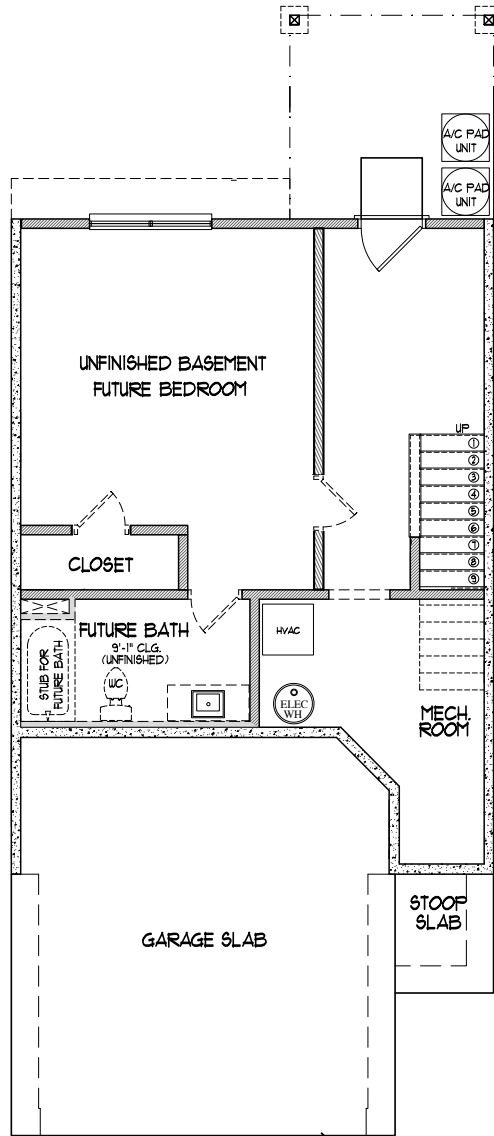 A/C PAD
UNIT
A/C PAD
UNIT
UNFINISHED BASEMENT
FUTURE BEDROOM
UP
1
2
3
4
5
6
7
8
9
CLOSET
FUTURE BATH
9'-1" CLG.
(UNFINISHED)
STUB FOR
FUTURE BATH
WC
HVAC
ELEC
WH
MECH.
ROOM
STOOP
SLAB
GARAGE SLAB